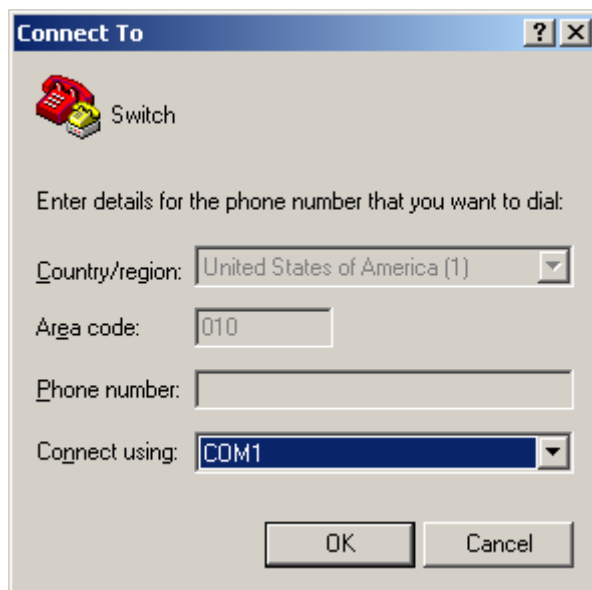 Connect To
Switch
Enter details for the phone number that you want to dial:
Country/region: United States of America (1)
Area code: 010
Phone number:
Connect using: COM1
OK Cancel